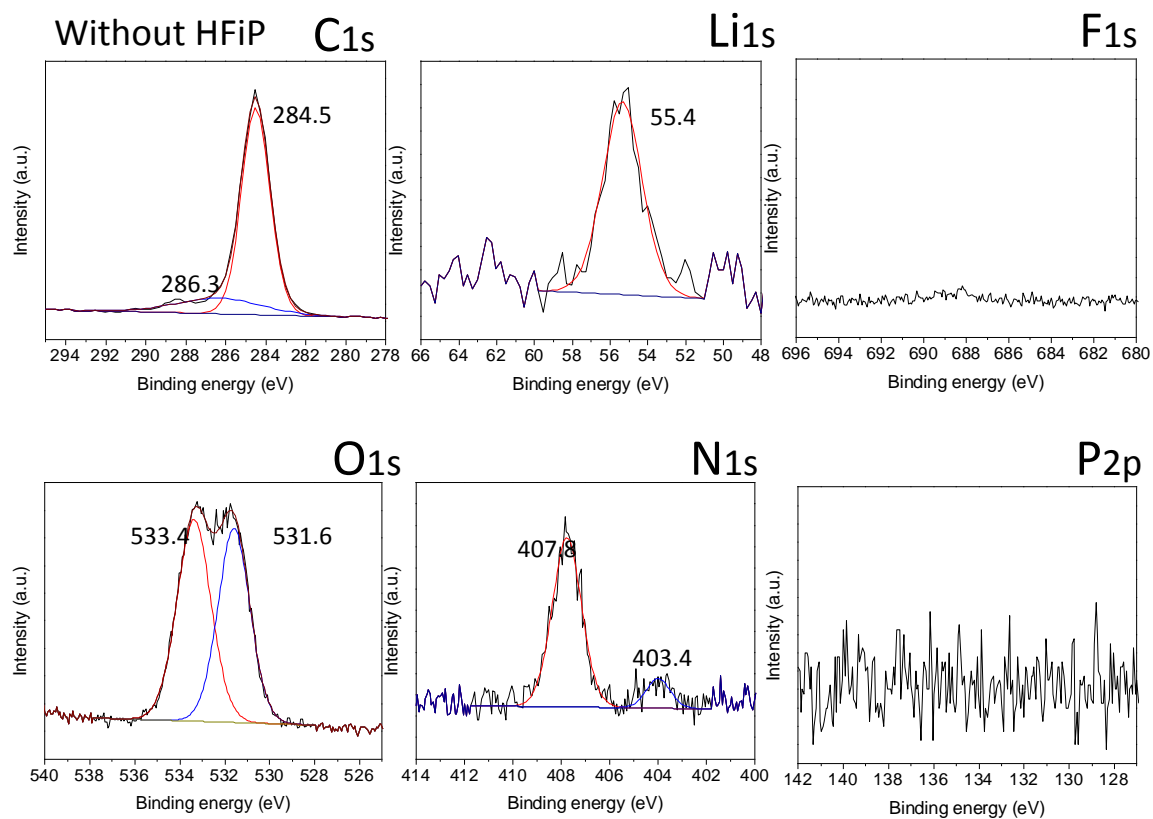 Without HFiP
C1s
Intensity (a.u.)
284.5
286.3
294 292 290 288 286 284 282 280 278
Binding energy (eV)
Li1s
Intensity (a.u.)
55.4
66 64 62 60 58 56 54 52 50 48
Binding energy (eV)
F1s
Intensity (a.u.)
696 694 692 690 688 686 684 682 680
Binding energy (eV)
O1s
Intensity (a.u.)
533.4
531.6
540 538 536 534 532 530 528 526
Binding energy (eV)
N1s
Intensity (a.u.)
407.8
403.4
414 412 410 408 406 404 402 400
Binding energy (eV)
P2p
Intensity (a.u.)
142 140 138 136 134 132 130 128
Binding energy (eV)